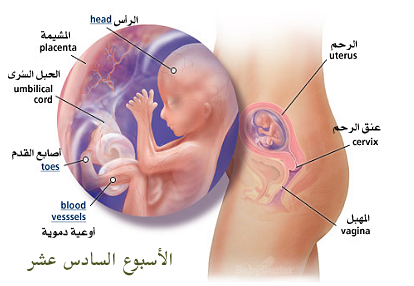 head الرأس
المشيمة
placenta
الحبل السرى
umbilical
cord
أصابع القدم
toes
blood
vesssels
أوعية دموية
الأسبوع السادس عشر
الرحم
uterus
عنق الرحم
cervix
المهبل
vagina